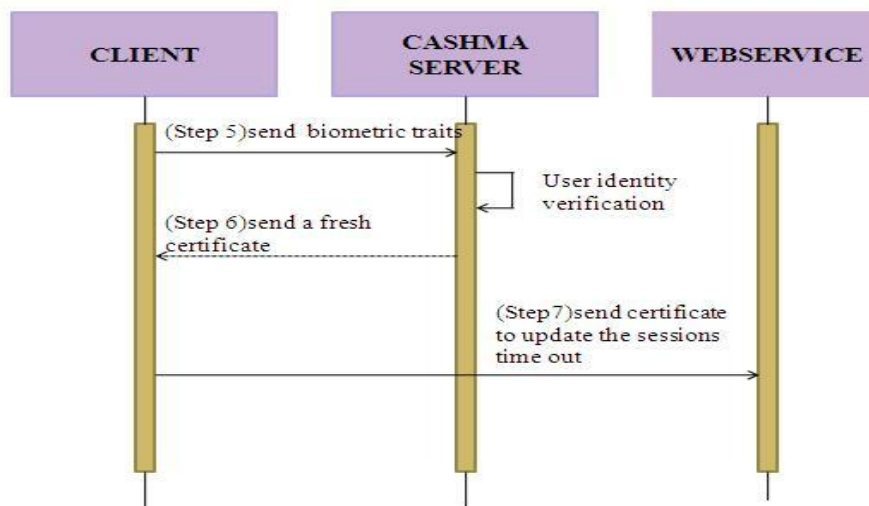 CLIENT
CASHMA
SERVER
WEBSERVICE
(Step 5)send  biometric traits
User identity
verification
(Step 6)send a fresh
certificate
(Step7)send certificate
to update the sessions
time out